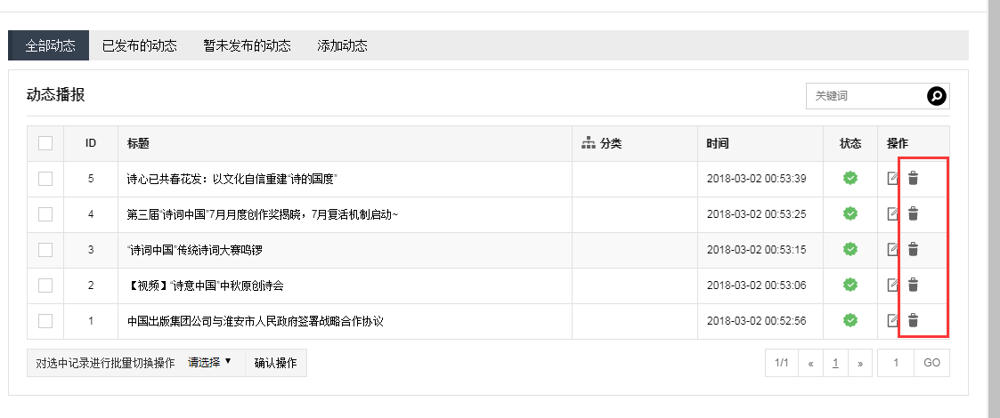 全部动态 已发布的动态 暂未发布的动态 添加动态
动态播报 关键词
ID 标题 分类 时间 状态 操作
5 诗心已共春花发：以文化自信重建“诗的国度” 2018-03-02 00:53:39
4 第三届“诗词中国”7月月度创作奖揭晓，7月复活机制启动~ 2018-03-02 00:53:25
3 “诗词中国”传统诗词大赛鸣锣 2018-03-02 00:53:15
2 【视频】“诗意中国”中秋原创诗会 2018-03-02 00:53:06
1 中国出版集团公司与淮安市人民政府签署战略合作协议 2018-03-02 00:52:56
对选中记录进行批量切换操作 请选择 ▼ 确认操作 1/1 « 1 » 1 GO